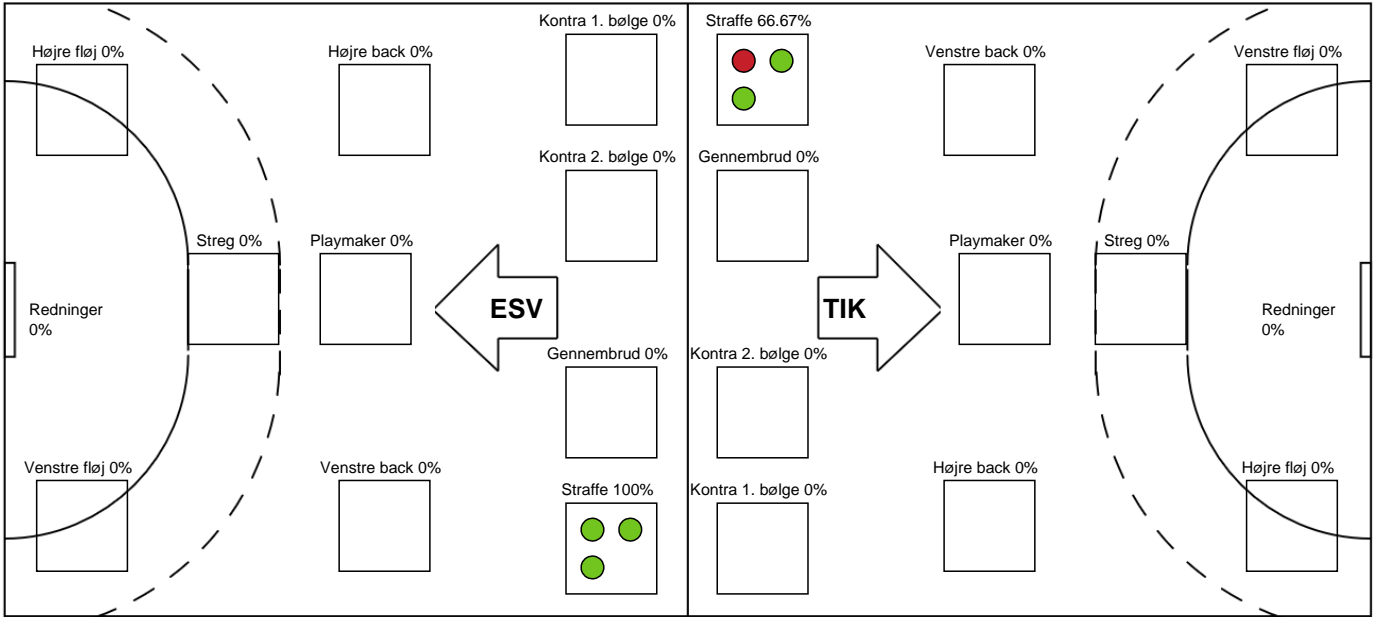 Kontra 1. bølge 0%
Straffe 66.67%
Højre fløj 0%
Højre back 0%
Venstre back 0%
Venstre fløj 0%
Kontra 2. bølge 0%
Gennembrud 0%
Streg 0%
Playmaker 0%
Playmaker 0%
Streg 0%
Redninger
0%
ESV
TIK
Redninger
0%
Gennembrud 0%
Kontra 2. bølge 0%
Venstre fløj 0%
Venstre back 0%
Højre back 0%
Højre fløj 0%
Straffe 100%
Kontra 1. bølge 0%